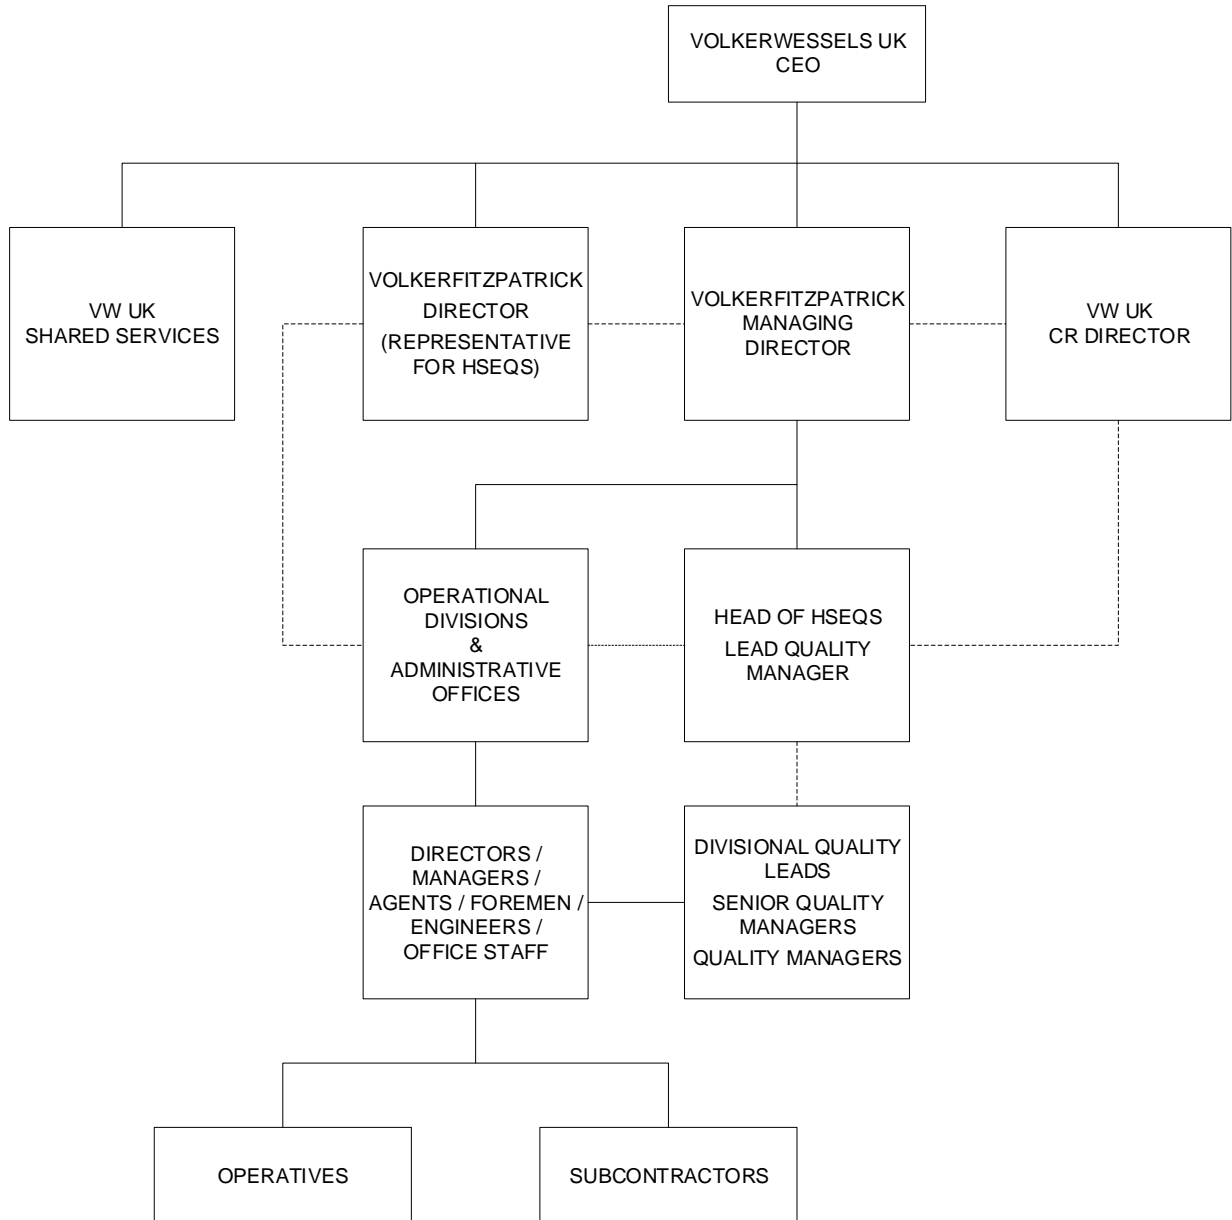 VOLKERWESSELS UK
CEO
VW UK
SHARED SERVICES
VOLKERFITZPATRICK
DIRECTOR
(REPRESENTATIVE
FOR HSEQS)
VOLKERFITZPATRICK
MANAGING
DIRECTOR
VW UK
CR DIRECTOR
OPERATIONAL
DIVISIONS
&
ADMINISTRATIVE
OFFICES
HEAD OF HSEQS
LEAD QUALITY
MANAGER
DIRECTORS /
MANAGERS /
AGENTS / FOREMEN /
ENGINEERS /
OFFICE STAFF
DIVISIONAL QUALITY
LEADS
SENIOR QUALITY
MANAGERS
QUALITY MANAGERS
OPERATIVES
SUBCONTRACTORS